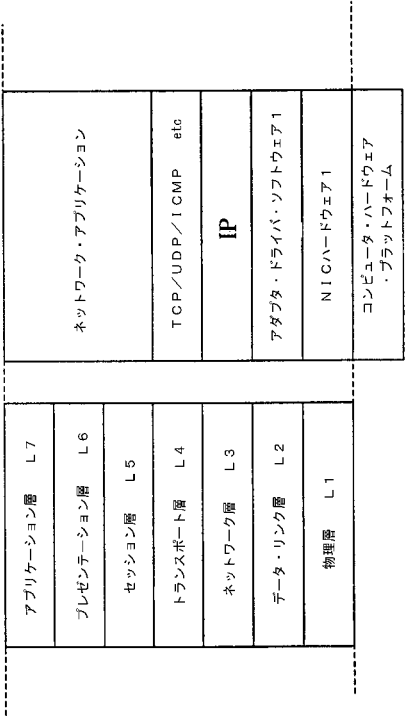 アプリケーション層 L7
プレゼンテーション層 L6
セッション層 L5
トランスポート層 L4
ネットワーク層 L3
データ・リンク層 L2
物理層 L1
ネットワーク・アプリケーション
TCP/UDP/ICMP etc
IP
アダプタ・ドライバ・ソフトウェア1
NICハードウェア1
コンピュータ・ハードウェア
・プラットフォーム